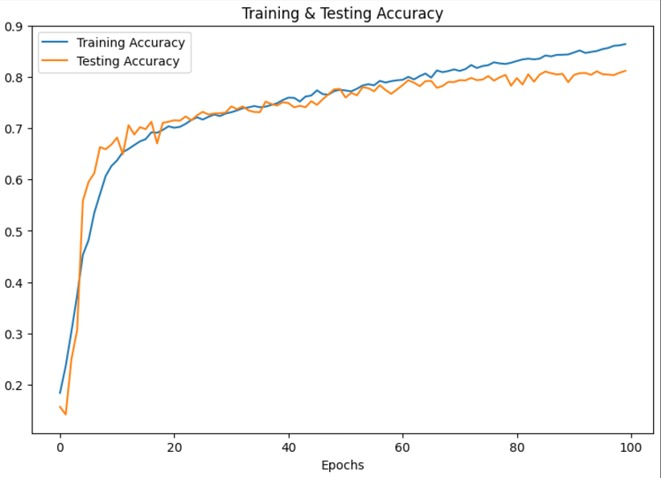 Training & Testing Accuracy
0.9
Training Accuracy
Testing Accuracy
0.8
0.7
0.6
0.5
0.4
0.3
0.2
0 20 40 60 80 100
Epochs